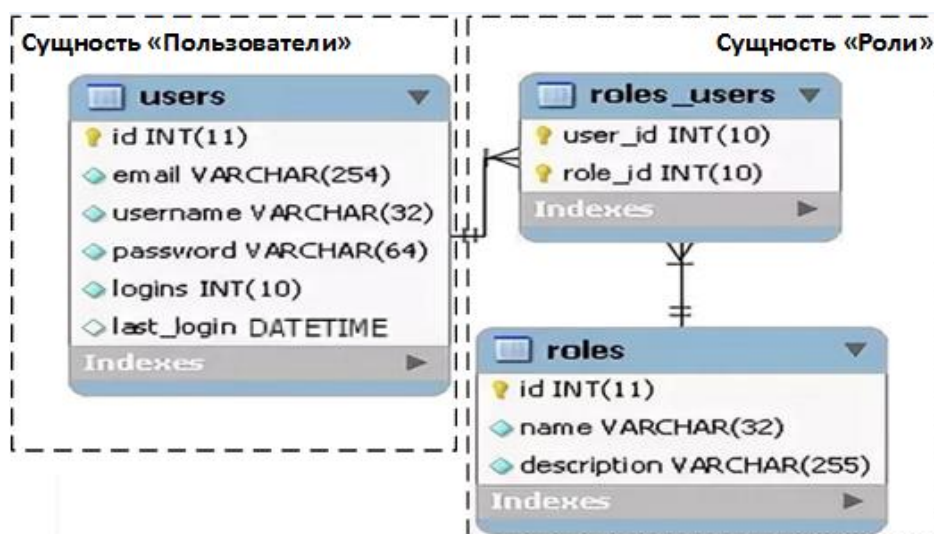 Сущность «Пользователи»
users
id INT(11)
email VARCHAR(254)
username VARCHAR(32)
password VARCHAR(64)
logins INT(10)
last_login DATETIME
Indexes
Сущность «Роли»
roles_users
user_id INT(10)
role_id INT(10)
Indexes
roles
id INT(11)
name VARCHAR(32)
description VARCHAR(255)
Indexes